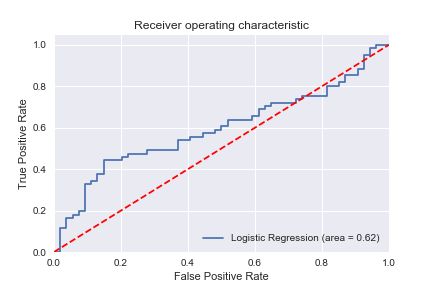 Receiver operating characteristic
1.0
0.8
0.6
0.4
0.2
0.0
True Positive Rate
Logistic Regression (area = 0.62)
0.0 0.2 0.4 0.6 0.8 1.0
False Positive Rate